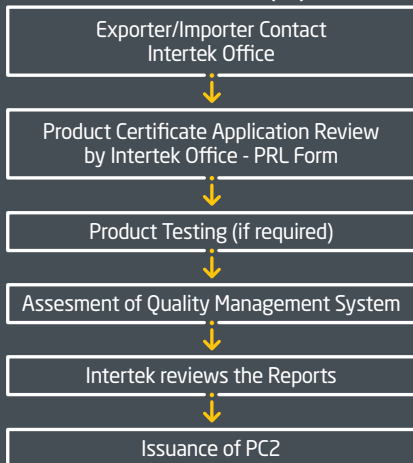 Exporter/Importer Contact
Intertek Office
Product Certificate Application Review
by Intertek Office - PRL Form
Product Testing (if required)
Assesment of Quality Management System
Intertek reviews the Reports
Issuance of PC2